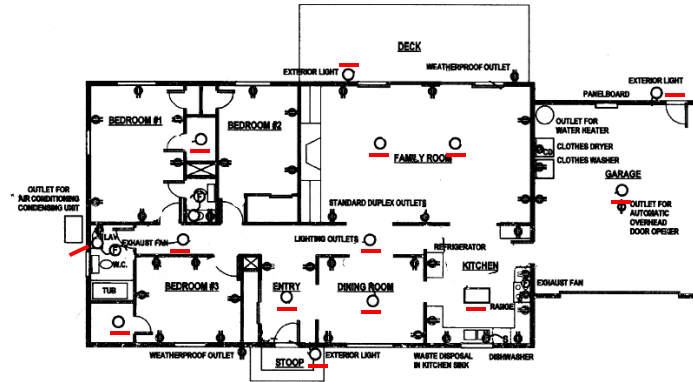 DECK
EXTERIOR LIGHT
WEATHERPROOF OUTLET
EXTERIOR LIGHT
PANELBOARD
BEDROOM #1
BEDROOM #2
OUTLET FOR
WATER HEATER
CLOTHES DRYER
CD
CLOTHES WASHER
FAMILY ROOM
GARAGE
F
OUTLET FOR
AIR CONDITIONING
CONDENSING UNIT
STANDARD DUPLEX OUTLETS
OUTLET FOR
AUTOMATIC
OVERHEAD
DOOR OPENER
LAV
EXHAUST FAN
F
LIGHTING OUTLETS
REFRIGERATOR
W.C.
KITCHEN
TUB
BEDROOM #3
ENTRY
DINING ROOM
EXHAUST FAN
RANGE
WEATHERPROOF OUTLET
STOOP
EXTERIOR LIGHT
WASTE DISPOSAL
IN KITCHEN SINK
DISHWASHER
S